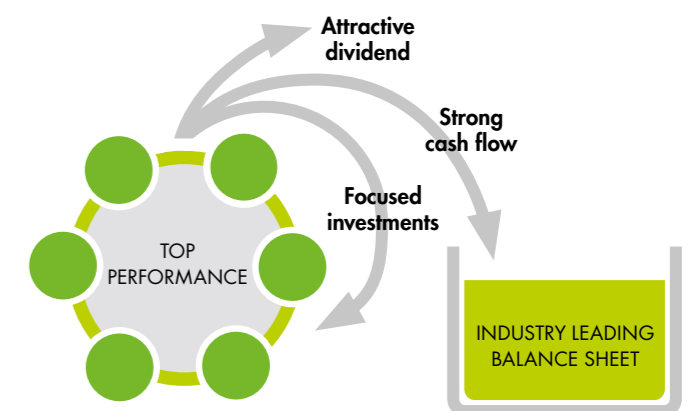 Attractive
dividend
Strong
cash flow
Focused
investments
TOP
PERFORMANCE
INDUSTRY LEADING
BALANCE SHEET